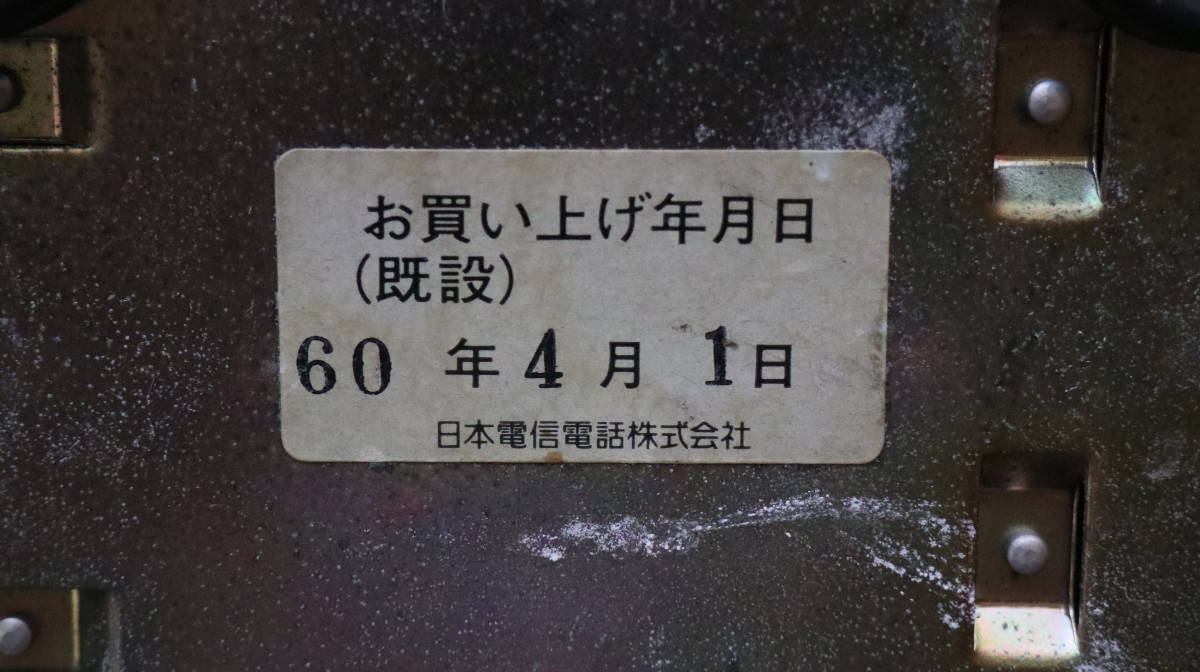 お買い上げ年月日
(既設)
60 年 4 月 1日
日本電信電話株式会社